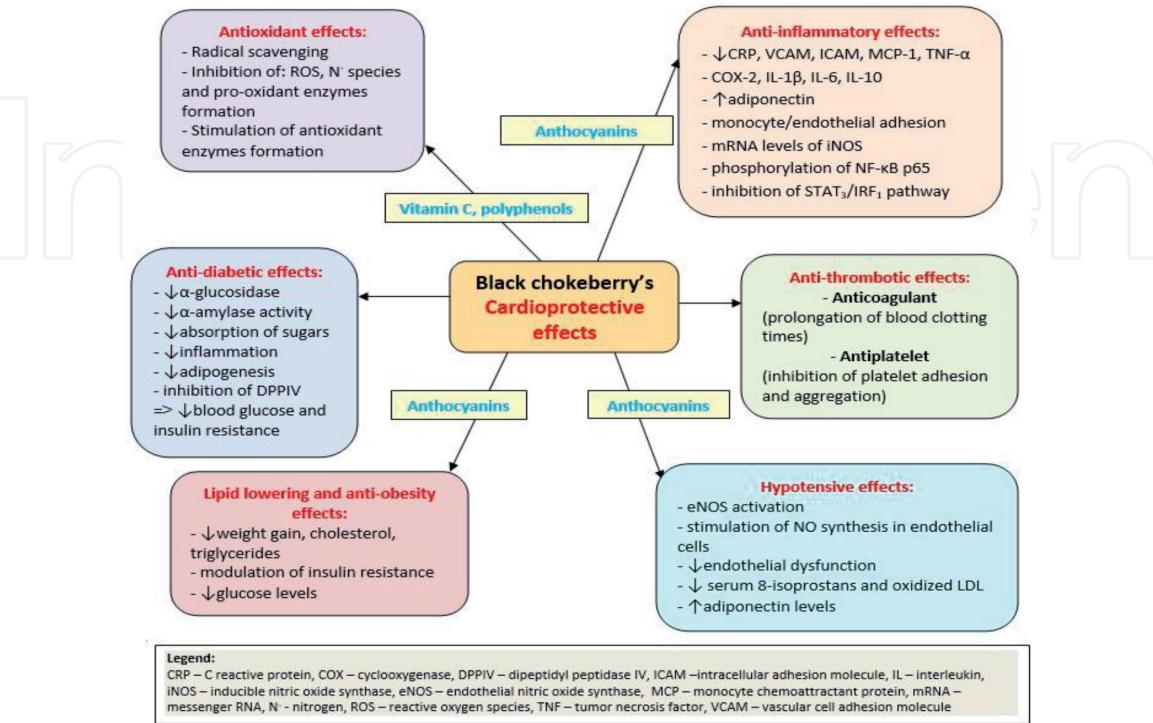 Antioxidant effects:
- Radical scavenging
- Inhibition of: ROS, N· species
and pro-oxidant enzymes
formation
- Stimulation of antioxidant
enzymes formation
Anti-inflammatory effects:
- ↓CRP, VCAM, ICAM, MCP-1, TNF-α
- COX-2, IL-1β, IL-6, IL-10
- ↑adiponectin
- monocyte/endothelial adhesion
- mRNA levels of iNOS
- phosphorylation of NF-κB p65
- inhibition of STAT₃/IRF₁ pathway
Anthocyanins
Vitamin C, polyphenols
Anti-diabetic effects:
- ↓α-glucosidase
- ↓α-amylase activity
- ↓absorption of sugars
- ↓inflammation
- ↓adipogenesis
- inhibition of DPPIV
=> ↓blood glucose and
insulin resistance
Black chokeberry’s
Cardioprotective
effects
Anti-thrombotic effects:
- Anticoagulant
(prolongation of blood clotting
times)
- Antiplatelet
(inhibition of platelet adhesion
and aggregation)
Anthocyanins
Anthocyanins
Lipid lowering and anti-obesity
effects:
- ↓weight gain, cholesterol,
triglycerides
- modulation of insulin resistance
- ↓glucose levels
Hypotensive effects:
- eNOS activation
- stimulation of NO synthesis in endothelial
cells
- ↓endothelial dysfunction
- ↓ serum 8-isoprostans and oxidized LDL
- ↑adiponectin levels
Legend:
CRP – C reactive protein, COX – cyclooxygenase, DPPIV – dipeptidyl peptidase IV, ICAM –intracellular adhesion molecule, IL – interleukin,
iNOS – inducible nitric oxide synthase, eNOS – endothelial nitric oxide synthase, MCP – monocyte chemoattractant protein, mRNA –
messenger RNA, N· - nitrogen, ROS – reactive oxygen species, TNF – tumor necrosis factor, VCAM – vascular cell adhesion molecule